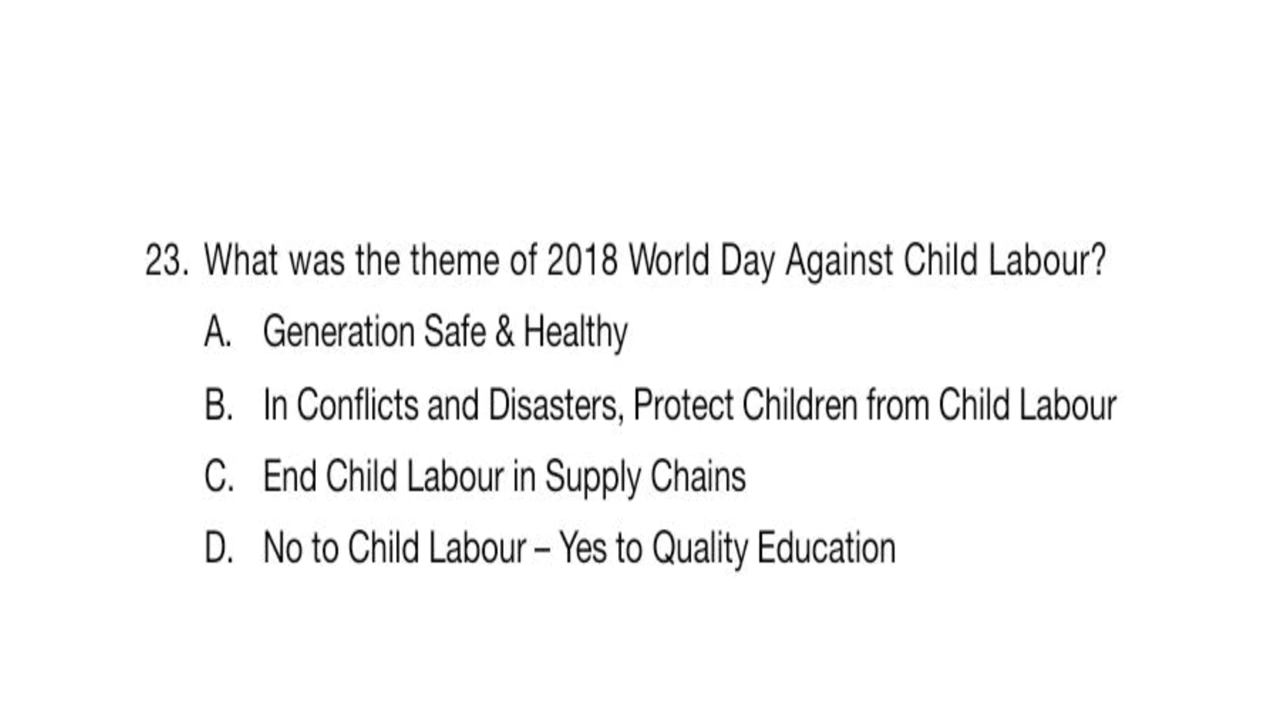 23. What was the theme of 2018 World Day Against Child Labour?
A. Generation Safe & Healthy
B. In Conflicts and Disasters, Protect Children from Child Labour
C. End Child Labour in Supply Chains
D. No to Child Labour – Yes to Quality Education